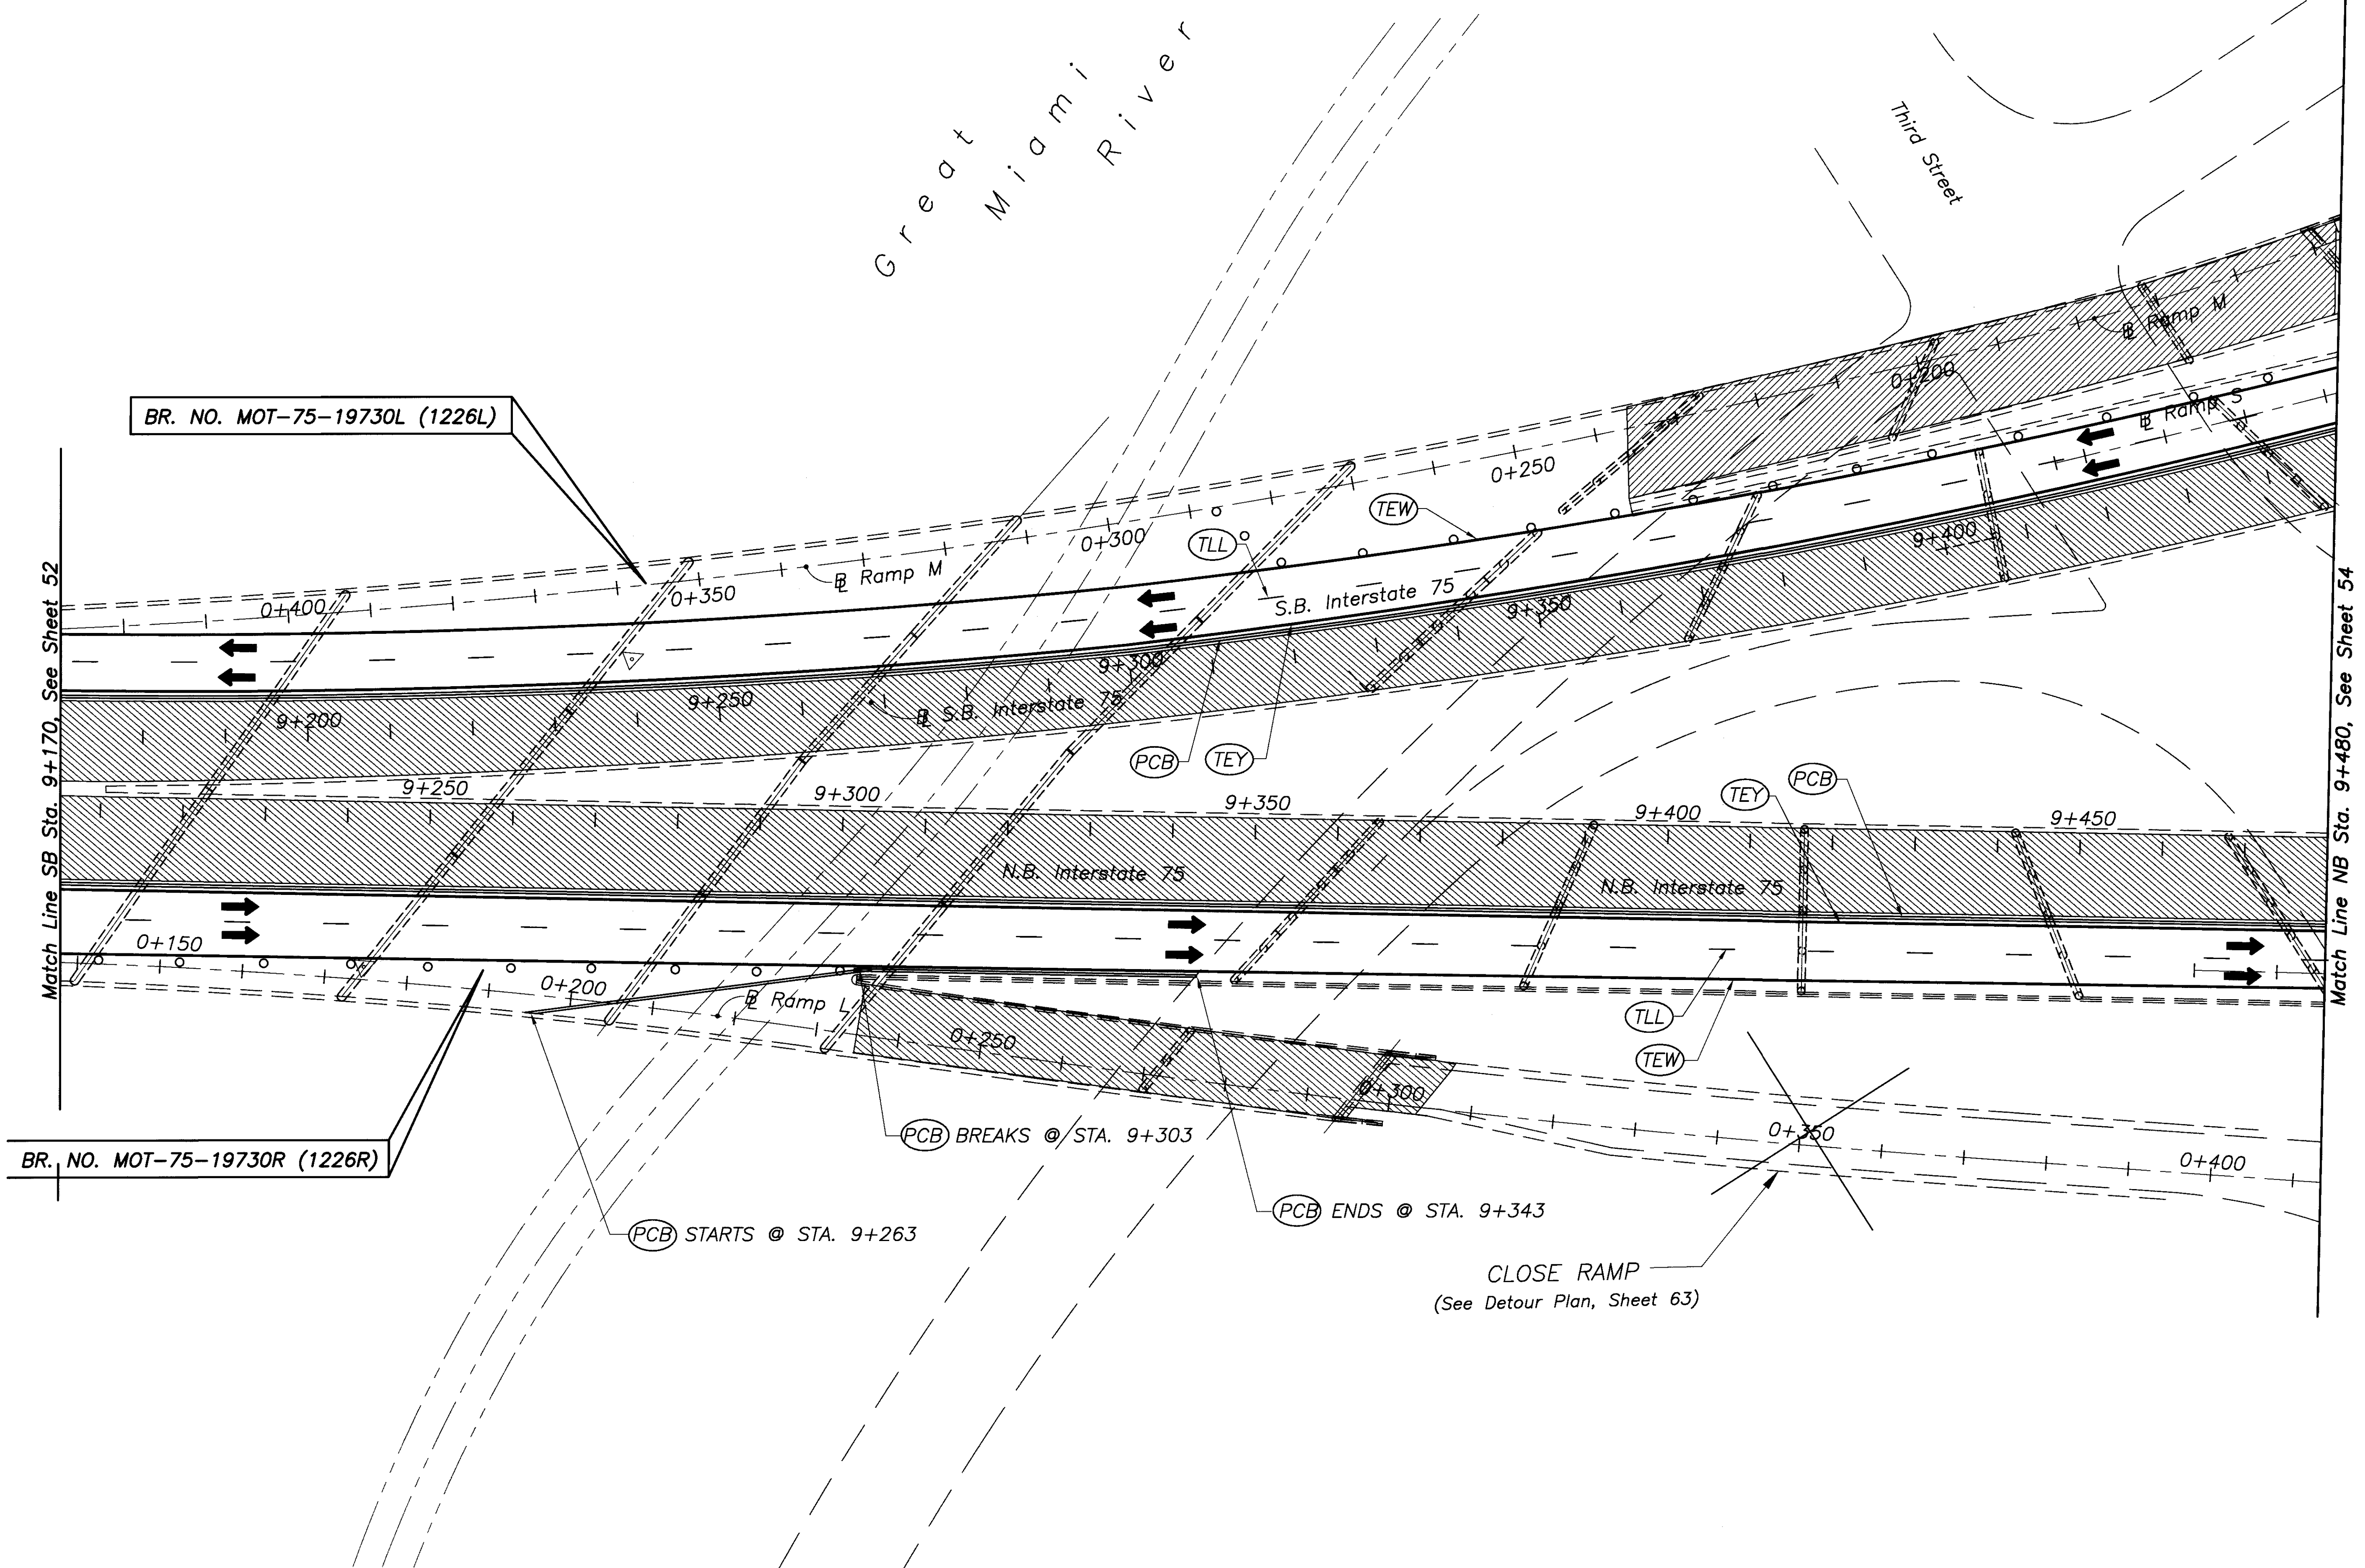 Great
Miami
River
Third Street
BR. NO. MOT-75-19730L (1226L)
℄ Ramp M
0+200
℄ Ramp S
0+250
TEW
TLL
0+300
9+400
℄ Ramp M
S.B. Interstate 75
9+350
0+400
0+350
9+300
9+250
9+200
℄ S.B. Interstate 75
PCB
TEY
Match Line SB Sta. 9+170, See Sheet 52
Match Line NB Sta. 9+480, See Sheet 54
9+250
9+300
9+350
9+400
9+450
TEY
PCB
N.B. Interstate 75
N.B. Interstate 75
0+150
0+200
℄ Ramp L
0+250
TLL
TEW
0+300
0+350
0+400
PCB BREAKS @ STA. 9+303
BR. NO. MOT-75-19730R (1226R)
PCB ENDS @ STA. 9+343
PCB STARTS @ STA. 9+263
CLOSE RAMP
(See Detour Plan, Sheet 63)